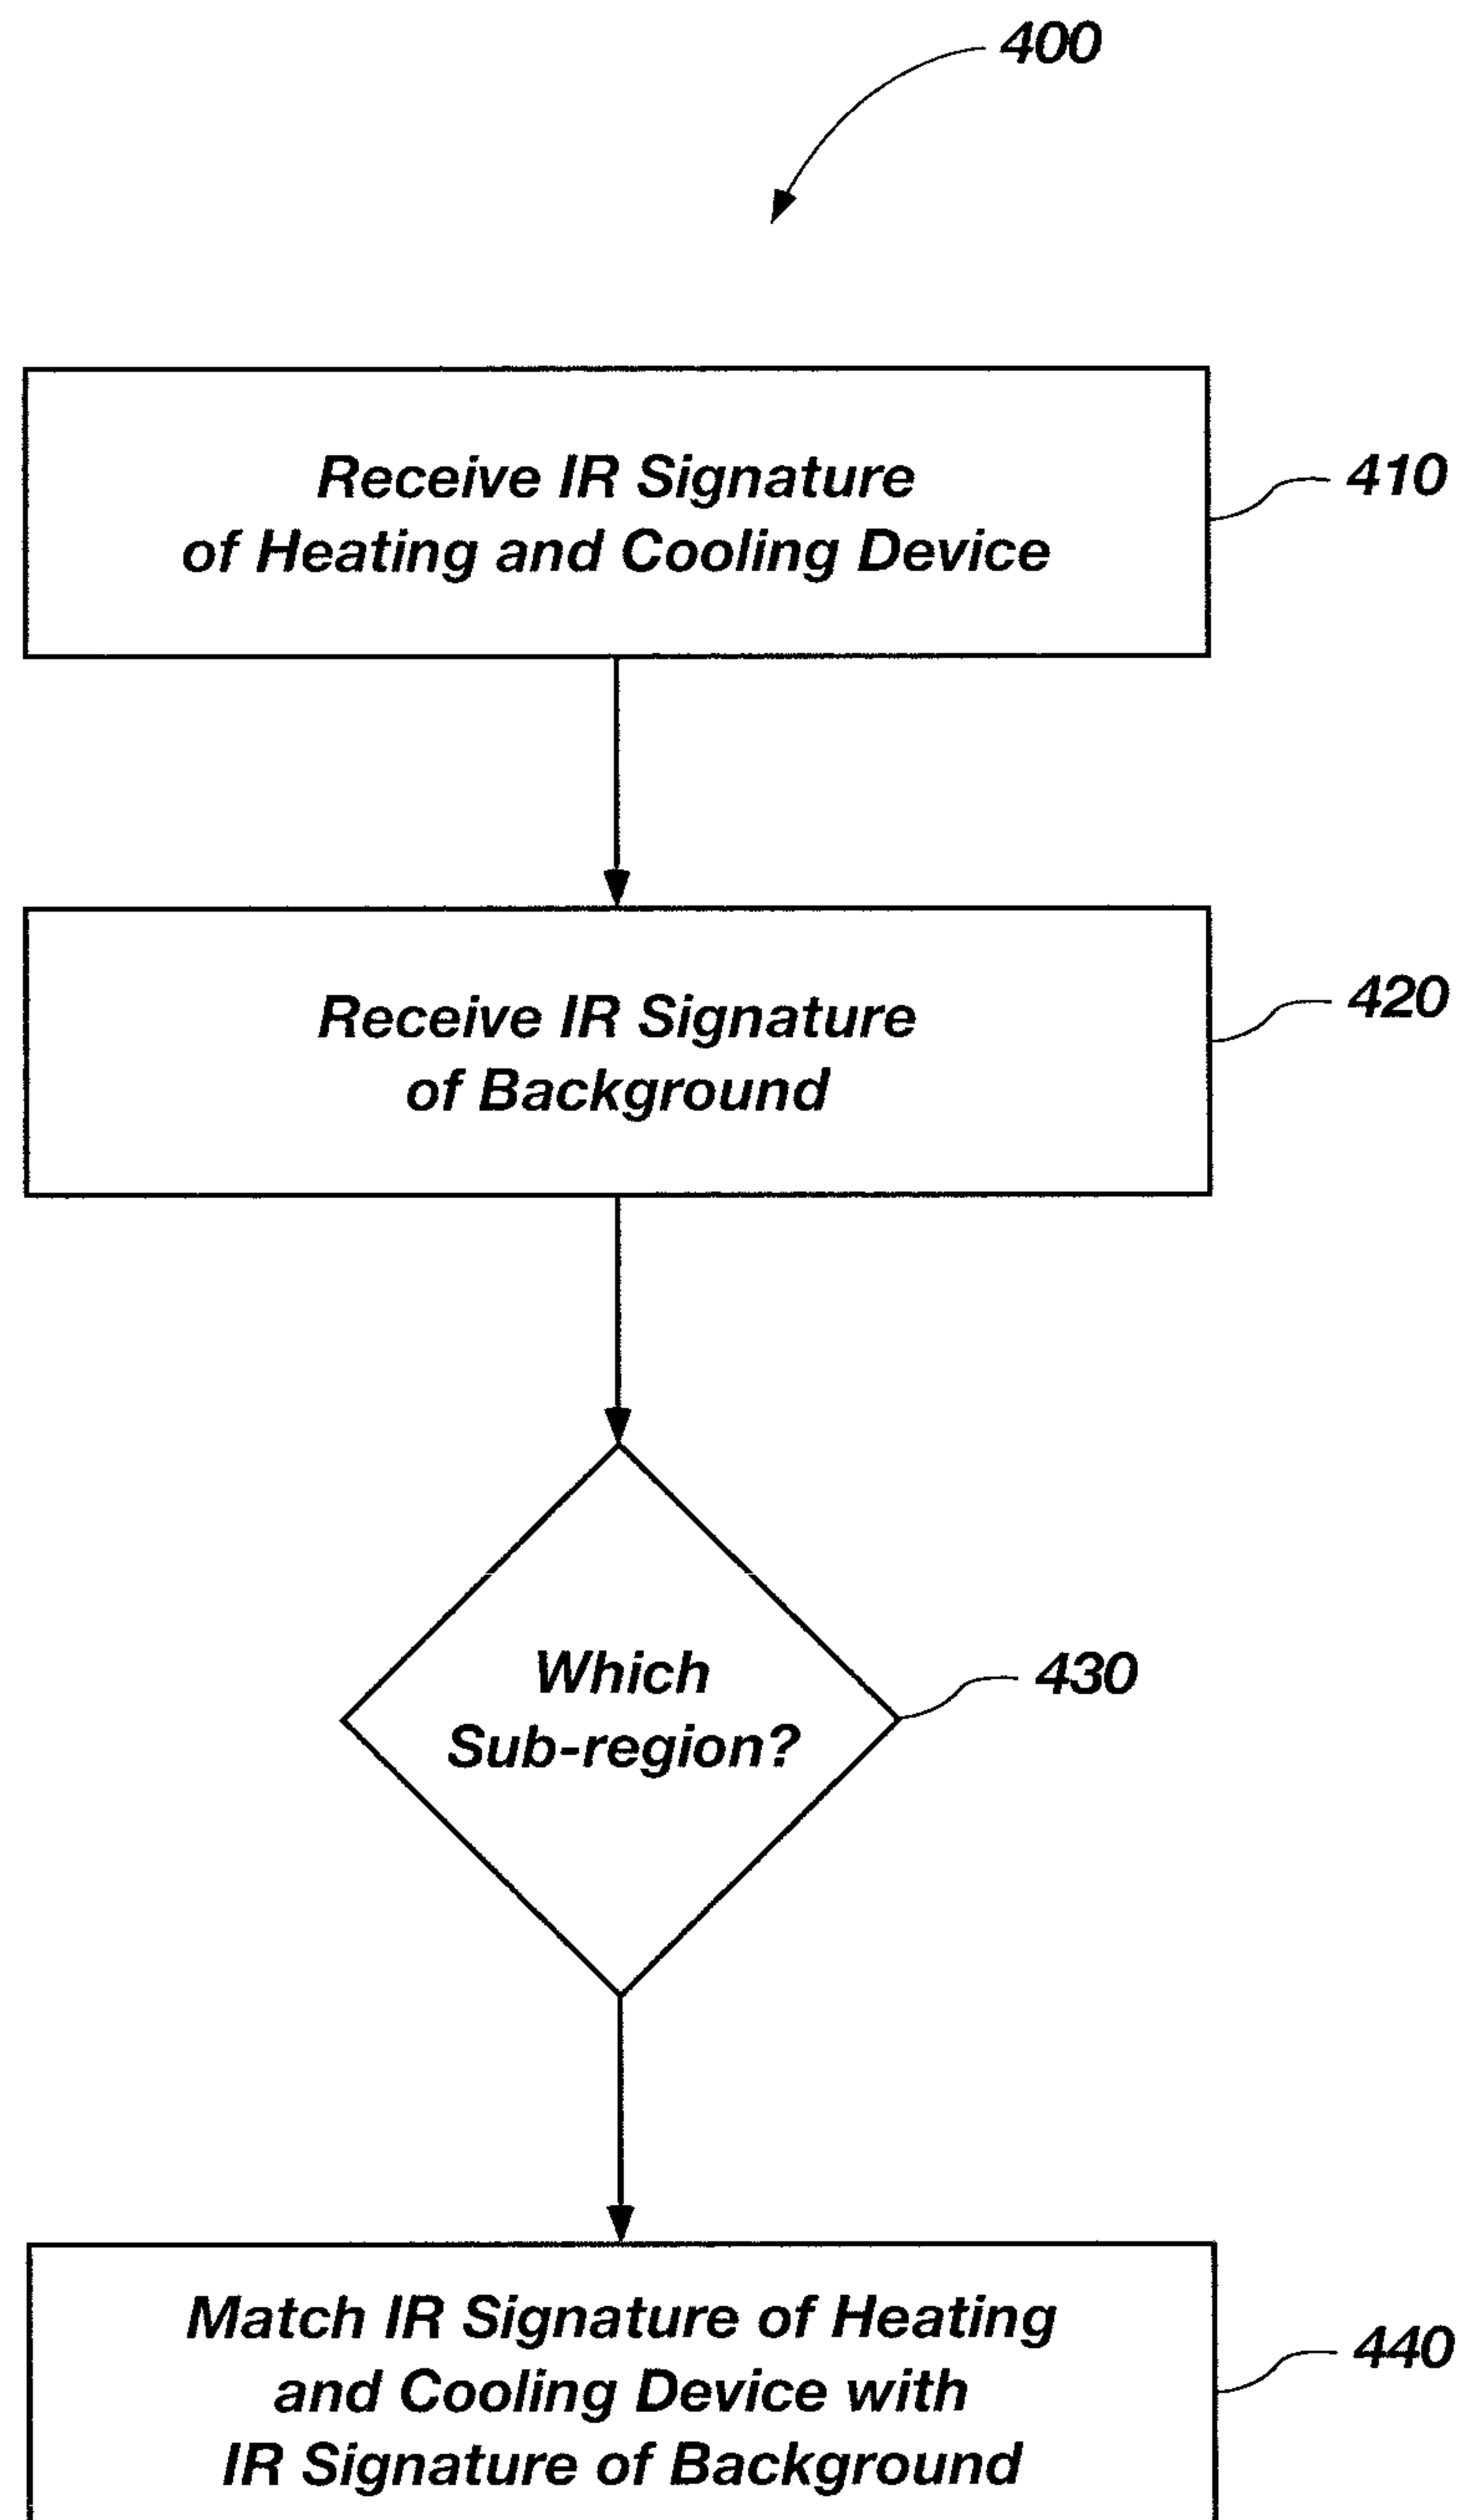 400
Receive IR Signature
of Heating and Cooling Device
410
Receive IR Signature
of Background
420
Which
Sub-region?
430
Match IR Signature of Heating
and Cooling Device with
IR Signature of Background
440